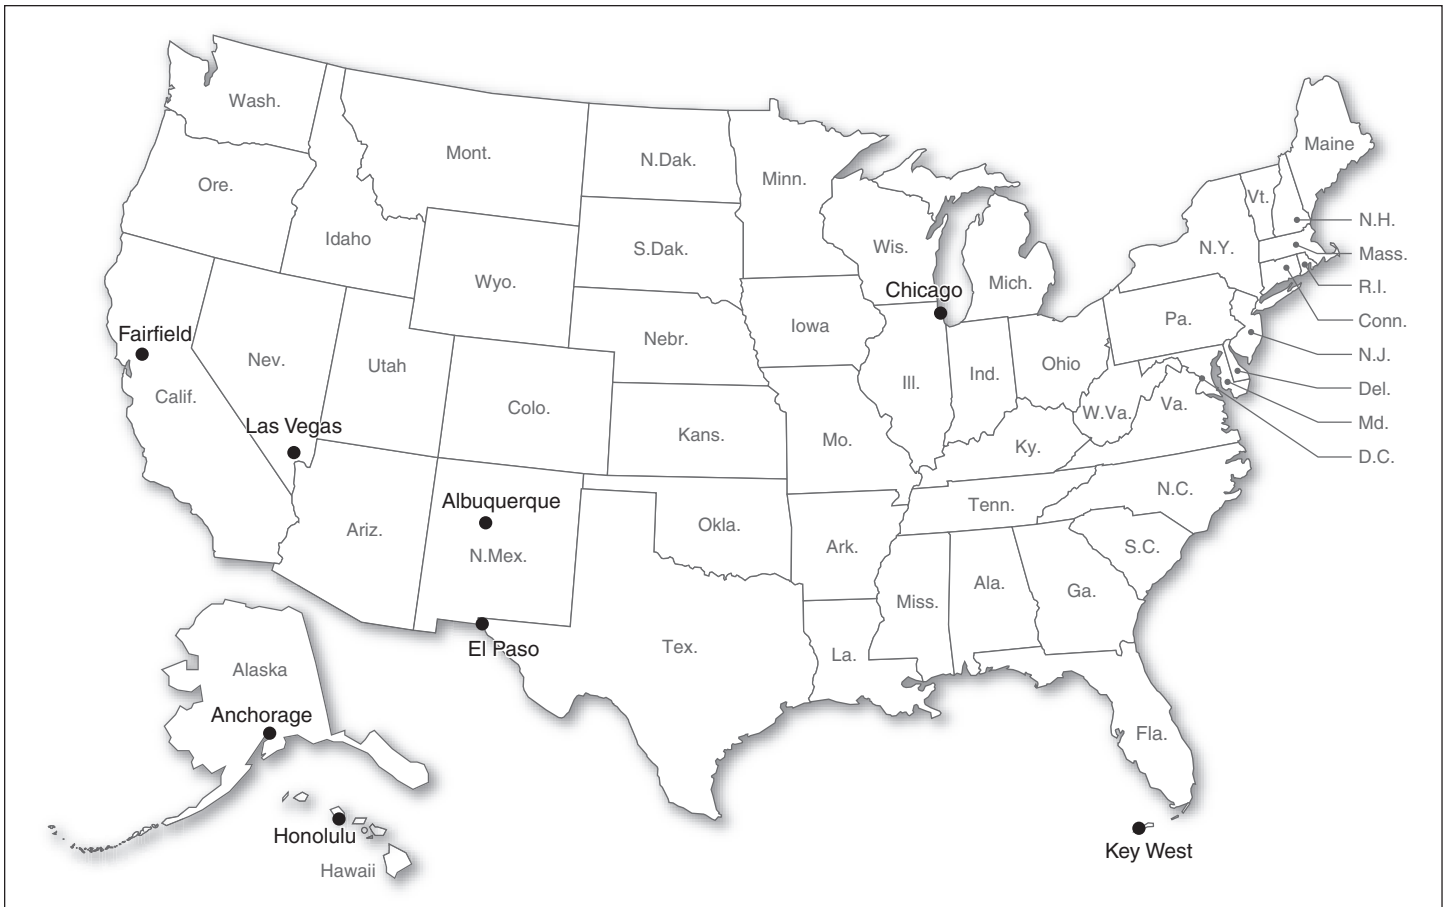 Wash.
Mont.
N.Dak.
Minn.
Maine
Ore.
Idaho
Vt.
N.H.
S.Dak.
Wis.
N.Y.
Mass.
Wyo.
Mich.
R.I.
Chicago
Conn.
Fairfield
Iowa
Pa.
N.J.
Nev.
Utah
Nebr.
Ill.
Ind.
Ohio
Del.
Calif.
Colo.
W.Va.
Va.
Md.
Las Vegas
Kans.
Mo.
Ky.
D.C.
Albuquerque
Ariz.
N.Mex.
Okla.
Ark.
Tenn.
N.C.
S.C.
Miss.
Ala.
Ga.
El Paso
Tex.
La.
Alaska
Anchorage
Fla.
Honolulu
Hawaii
Key West